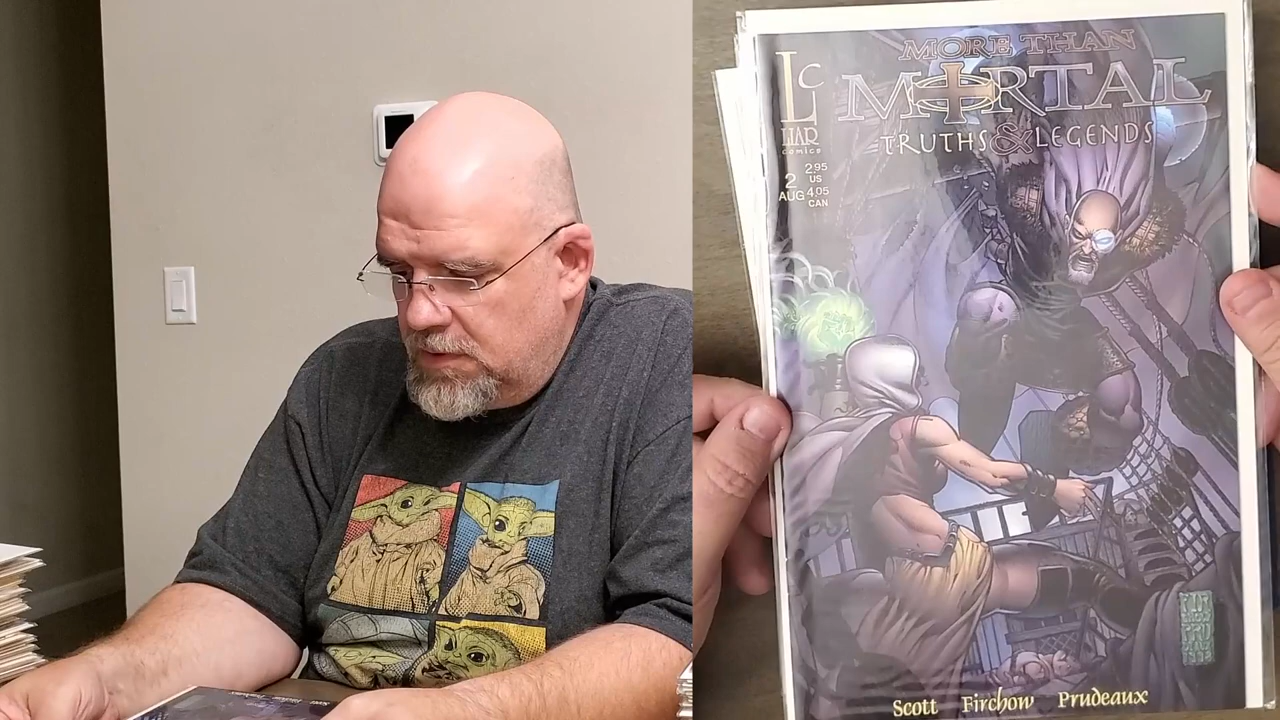 MORE THAN
MORTAL
TRUTHS & LEGENDS
LC
LIAR
comics
2
AUG
2.95
US
4.05
CAN
Scott Firchow Prudeaux